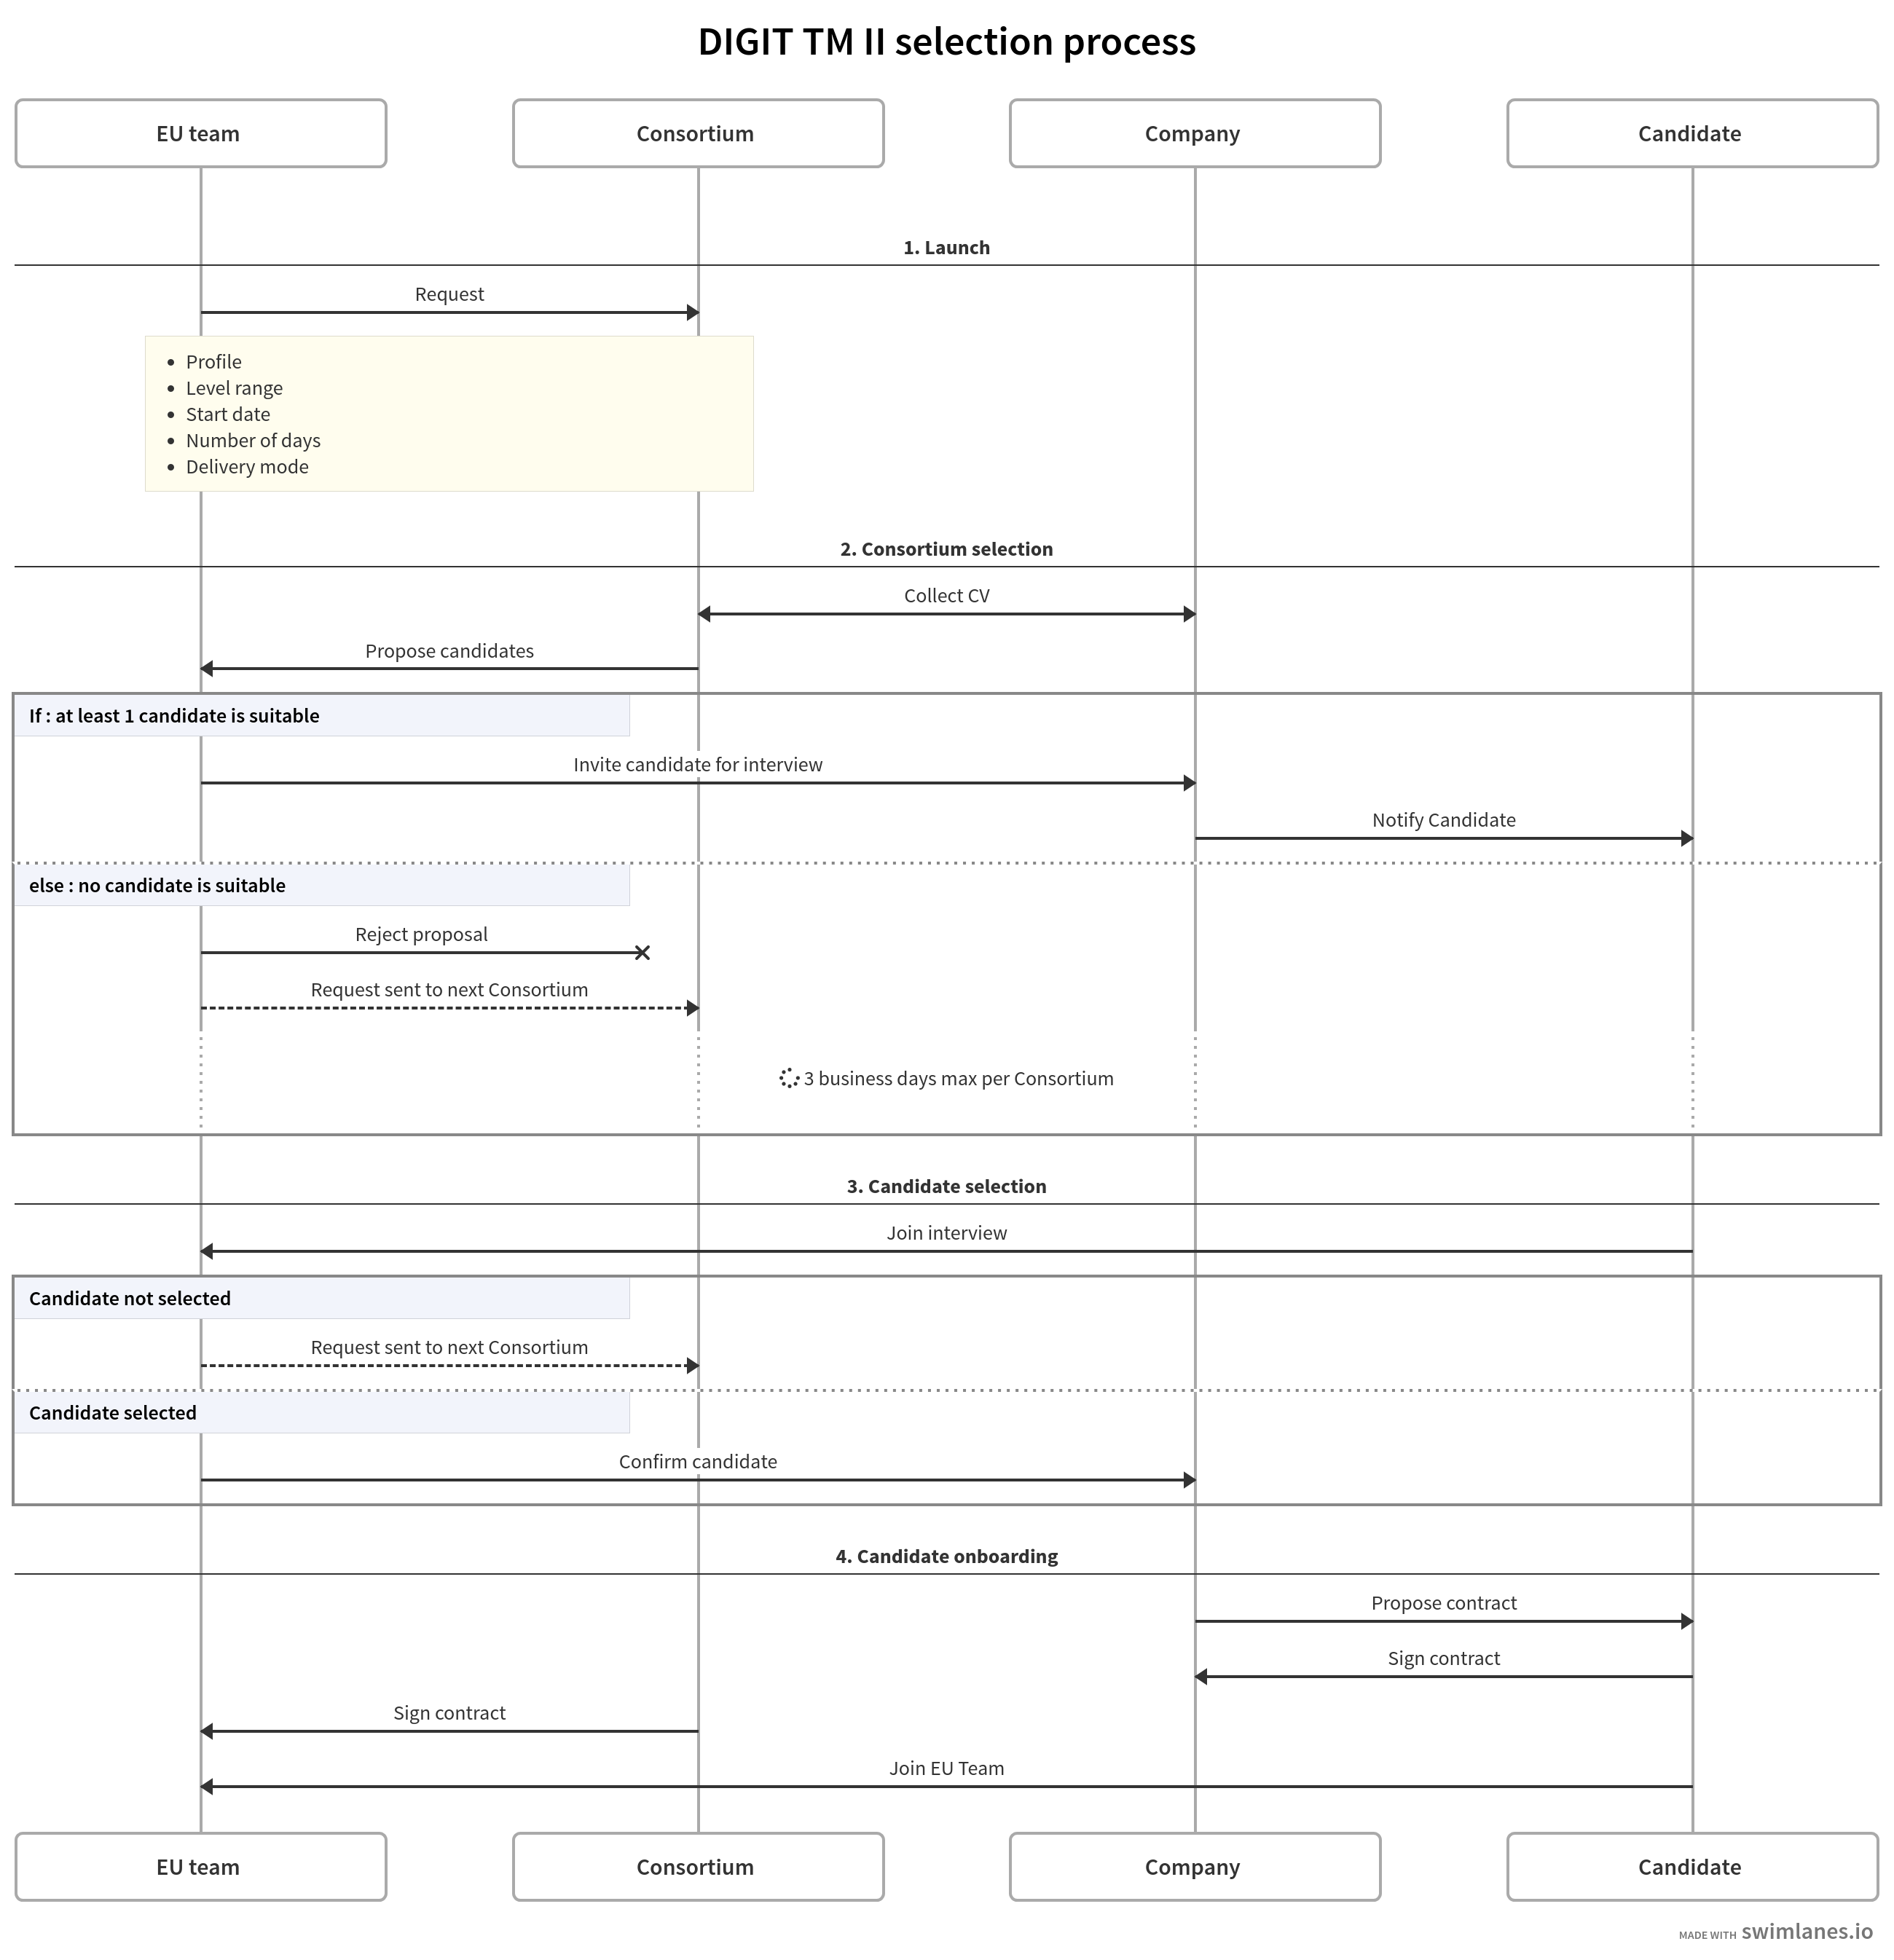 DIGIT TM II selection process
EU team
Consortium
Company
Candidate
1. Launch
Request
• Profile
• Level range
• Start date
• Number of days
• Delivery mode
2. Consortium selection
Collect CV
Propose candidates
If : at least 1 candidate is suitable
Invite candidate for interview
Notify Candidate
else : no candidate is suitable
Reject proposal
Request sent to next Consortium
3 business days max per Consortium
3. Candidate selection
Join interview
Candidate not selected
Request sent to next Consortium
Candidate selected
Confirm candidate
4. Candidate onboarding
Propose contract
Sign contract
Sign contract
Join EU Team
EU team
Consortium
Company
Candidate
MADE WITH swimlanes.io